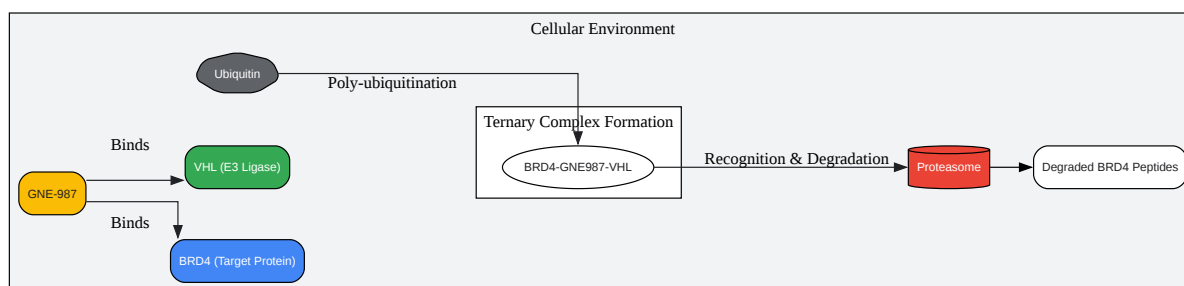 Cellular Environment
Ubiquitin
Poly-ubiquitination
Ternary Complex Formation
Binds
VHL (E3 Ligase)
BRD4-GNE987-VHL
Recognition & Degradation
Proteasome
Degraded BRD4 Peptides
GNE-987
Binds
BRD4 (Target Protein)